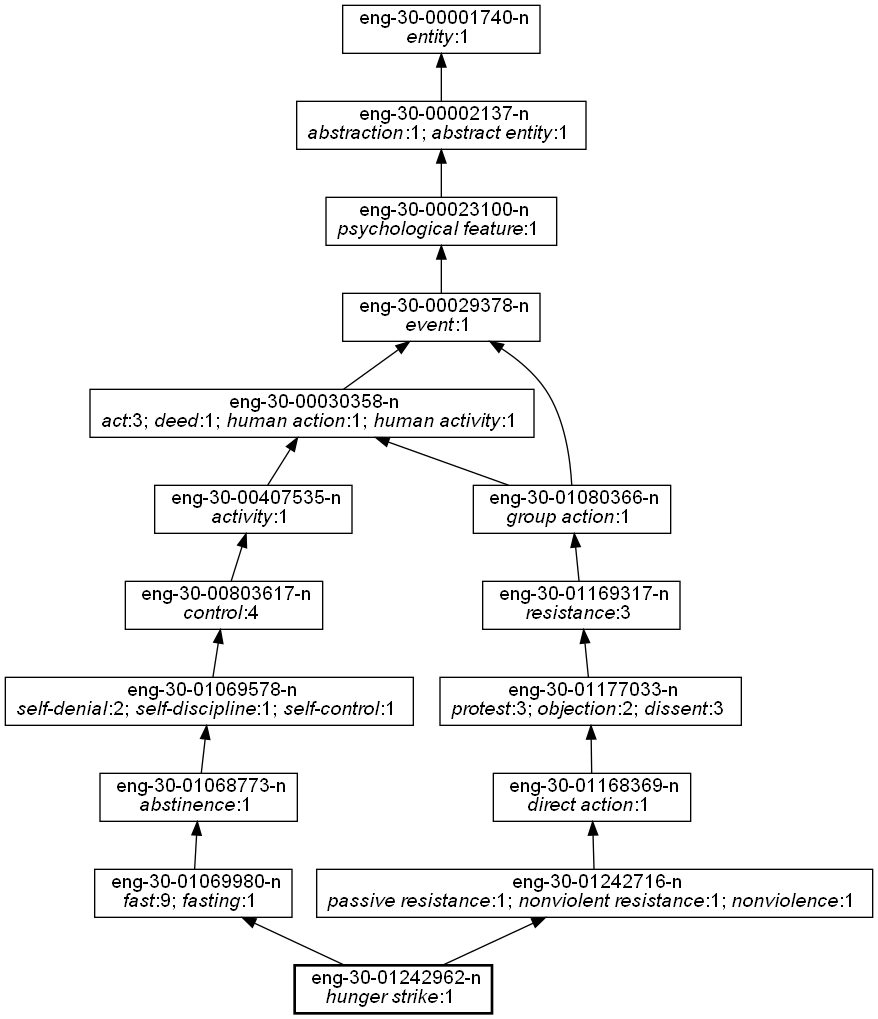 eng-30-00001740-n
entity:1
eng-30-00002137-n
abstraction:1; abstract entity:1
eng-30-00023100-n
psychological feature:1
eng-30-00029378-n
event:1
eng-30-00030358-n
act:3; deed:1; human action:1; human activity:1
eng-30-00407535-n
activity:1
eng-30-01080366-n
group action:1
eng-30-00803617-n
control:4
eng-30-01169317-n
resistance:3
eng-30-01069578-n
self-denial:2; self-discipline:1; self-control:1
eng-30-01177033-n
protest:3; objection:2; dissent:3
eng-30-01068773-n
abstinence:1
eng-30-01168369-n
direct action:1
eng-30-01069980-n
fast:9; fasting:1
eng-30-01242716-n
passive resistance:1; nonviolent resistance:1; nonviolence:1
eng-30-01242962-n
hunger strike:1